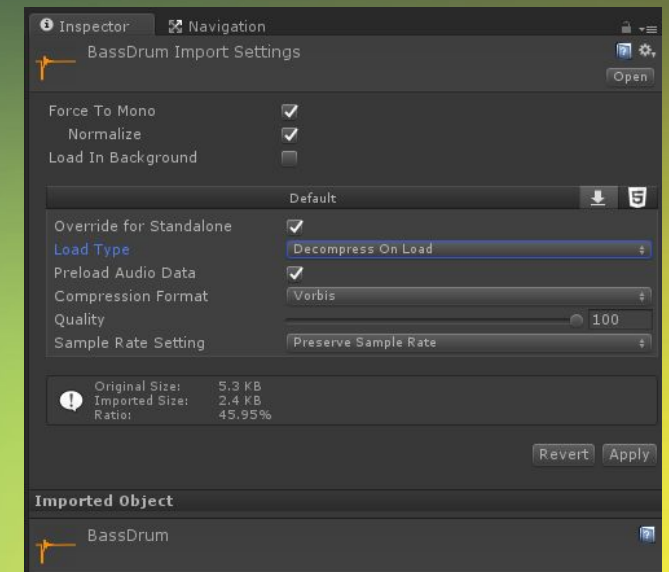 Inspector Navigation
BassDrum Import Settings
Open
Force To Mono
Normalize
Load In Background
Default
Override for Standalone
Load Type Decompress On Load
Preload Audio Data
Compression Format Vorbis
Quality 100
Sample Rate Setting Preserve Sample Rate
Original Size: 5.3 KB
Imported Size: 2.4 KB
Ratio: 45.95%
Revert Apply
Imported Object
BassDrum